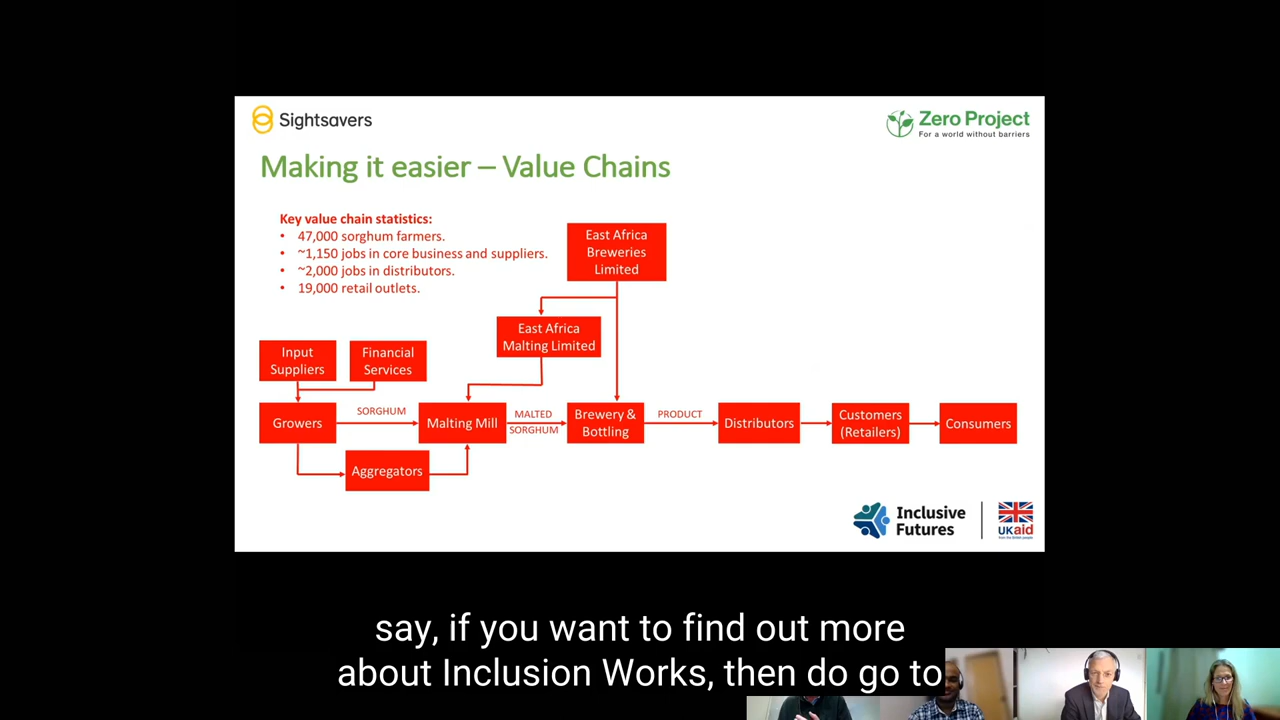 Sightsavers
Zero Project
For a world without barriers
Making it easier – Value Chains
Key value chain statistics:
• 47,000 sorghum farmers.
• ~1,150 jobs in core business and suppliers.
• ~2,000 jobs in distributors.
• 19,000 retail outlets.
East Africa
Breweries
Limited
East Africa
Malting Limited
Input
Suppliers
Financial
Services
Growers
SORGHUM
Malting Mill
MALTED
SORGHUM
Brewery &
Bottling
PRODUCT
Distributors
Customers
(Retailers)
Consumers
Aggregators
Inclusive
Futures
UKaid
from the British people
say, if you want to find out more
about Inclusion Works, then do go to